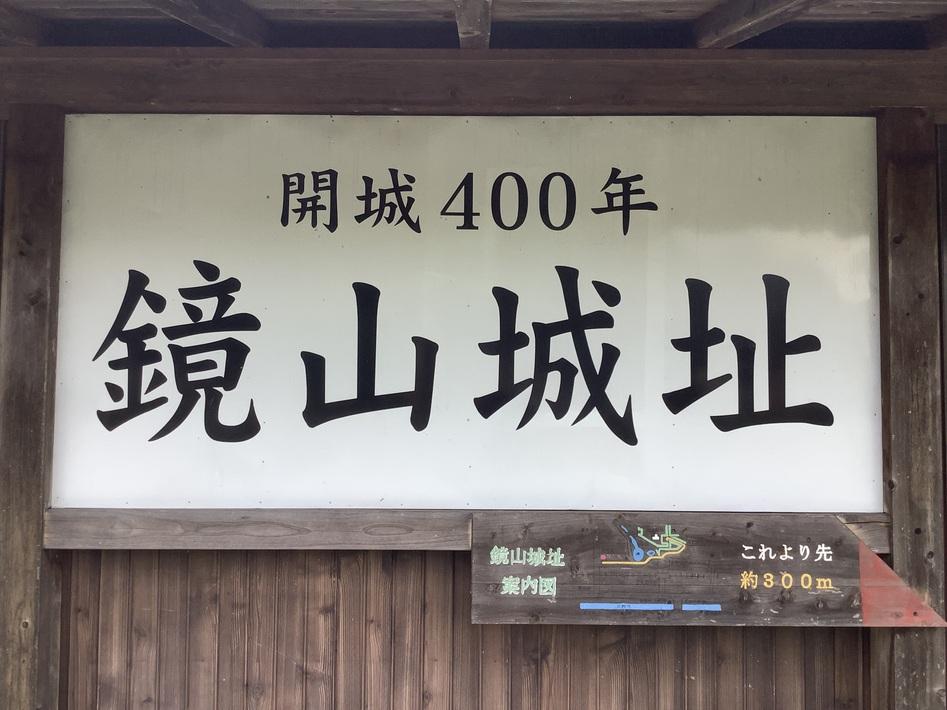 開城400年
鏡山城址
鏡山城址
案内図
これより先
約300m